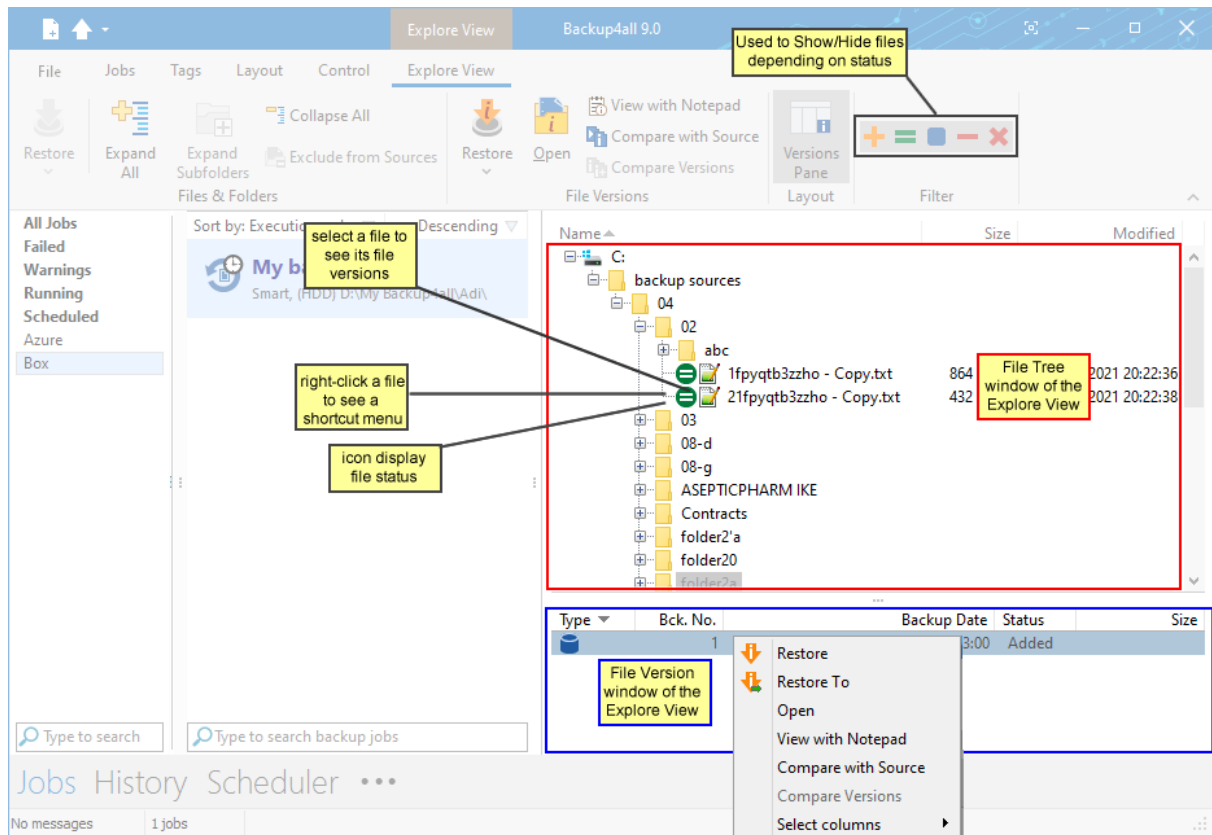 Explore View
Backup4all 9.0
Used to Show/Hide files
depending on status
File
Jobs
Tags
Layout
Control
Explore View
Restore
Expand
All
Expand
Subfolders
Collapse All
Exclude from Sources
Files & Folders
Restore
Open
View with Notepad
Compare with Source
Compare Versions
File Versions
Versions
Pane
Layout
Filter
All Jobs
Failed
Warnings
Running
Scheduled
Azure
Box
Type to search
Sort by:
Descending
My
Smart, (HDD) D:\My Backup4all\Adi\
select a file to
see its file
versions
right-click a file
to see a
shortcut menu
icon display
file status
Type to search backup jobs
Name
Size
Modified
C:
backup sources
04
02
abc
1fpyqtb3zzho - Copy.txt
864
2021 20:22:36
21fpyqtb3zzho - Copy.txt
432
2021 20:22:38
File Tree
window of the
Explore View
03
08-d
08-g
ASEPTICPHARM IKE
Contracts
folder2'a
folder20
folder2a
Type
Bck. No.
Backup Date
Status
Size
1
3:00
Added
File Version
window of the
Explore View
Restore
Restore To
Open
View with Notepad
Compare with Source
Compare Versions
Select columns
Jobs
History
Scheduler
No messages
1 jobs